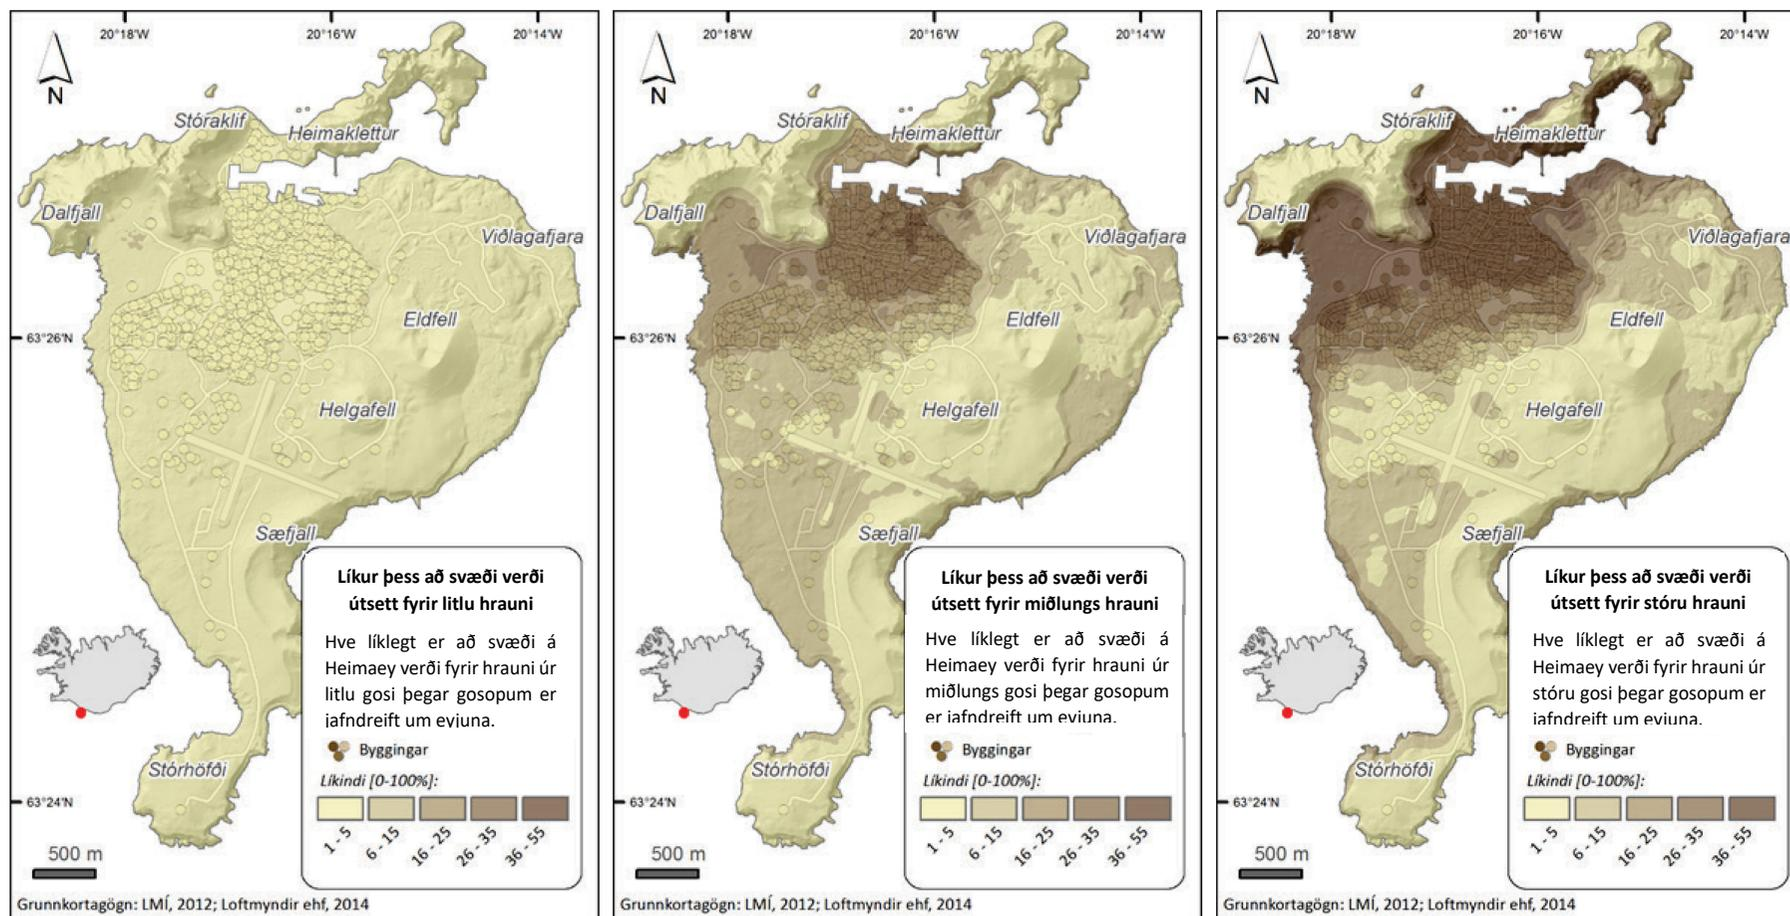 20°18'W
20°16'W
20°14'W
N
Stóraklif
Heimaklettur
Dalfjall
Viðlagafjara
Eldfell
63°26'N
Helgafell
Sæfjall
Líkur þess að svæði verði
útsett fyrir litlu hrauni
Hve líklegt er að svæði á
Heimaey verði fyrir hrauni úr
litlu gosi þegar gosopum er
jafndreift um eyjuna.
Byggingar
Líkindi [0-100%]:
1 - 5
6 - 15
16 - 25
26 - 35
36 - 55
Stórhöfði
63°24'N
500 m
Grunnkortagögn: LMÍ, 2012; Loftmyndir ehf, 2014
20°18'W
20°16'W
20°14'W
N
Stóraklif
Heimaklettur
Dalfjall
Viðlagafjara
Eldfell
63°26'N
Helgafell
Sæfjall
Líkur þess að svæði verði
útsett fyrir miðlungs hrauni
Hve líklegt er að svæði á
Heimaey verði fyrir hrauni úr
miðlungs gosi þegar gosopum
er jafndreift um eyjuna.
Byggingar
Líkindi [0-100%]:
1 - 5
6 - 15
16 - 25
26 - 35
36 - 55
Stórhöfði
63°24'N
500 m
Grunnkortagögn: LMÍ, 2012; Loftmyndir ehf, 2014
20°18'W
20°16'W
20°14'W
N
Stóraklif
Heimaklettur
Dalfjall
Viðlagafjara
Eldfell
63°26'N
Helgafell
Sæfjall
Líkur þess að svæði verði
útsett fyrir stóru hrauni
Hve líklegt er að svæði á
Heimaey verði fyrir hrauni úr
stóru gosi þegar gosopum er
jafndreift um eyjuna.
Byggingar
Líkindi [0-100%]:
1 - 5
6 - 15
16 - 25
26 - 35
36 - 55
Stórhöfði
63°24'N
500 m
Grunnkortagögn: LMÍ, 2012; Loftmyndir ehf, 2014